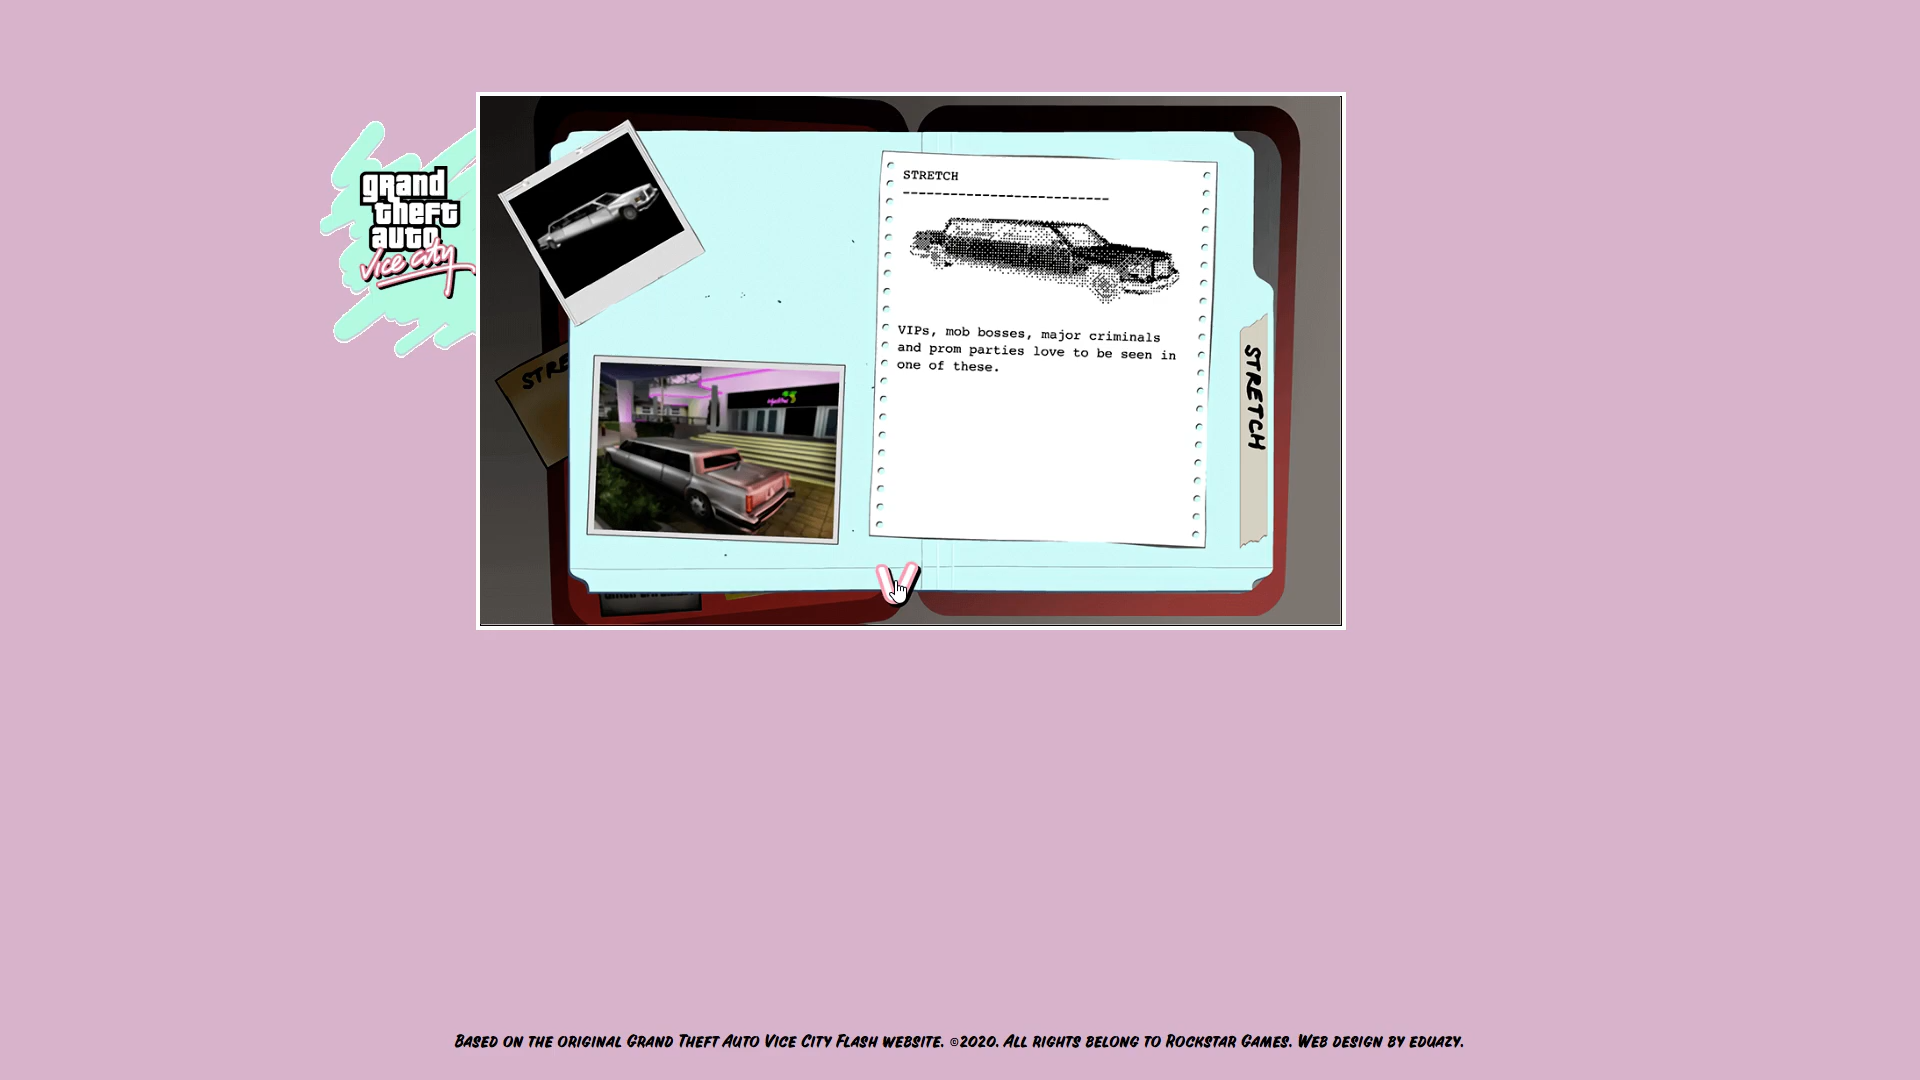 grand
theft
auto
vice city
STRETCH
--------------------------
VIPs, mob bosses, major criminals
and prom parties love to be seen in
one of these.
STRETCH
STRE
V
Based on the original Grand Theft Auto Vice City Flash website. ©2020. All rights belong to Rockstar Games. Web design by eduazy.